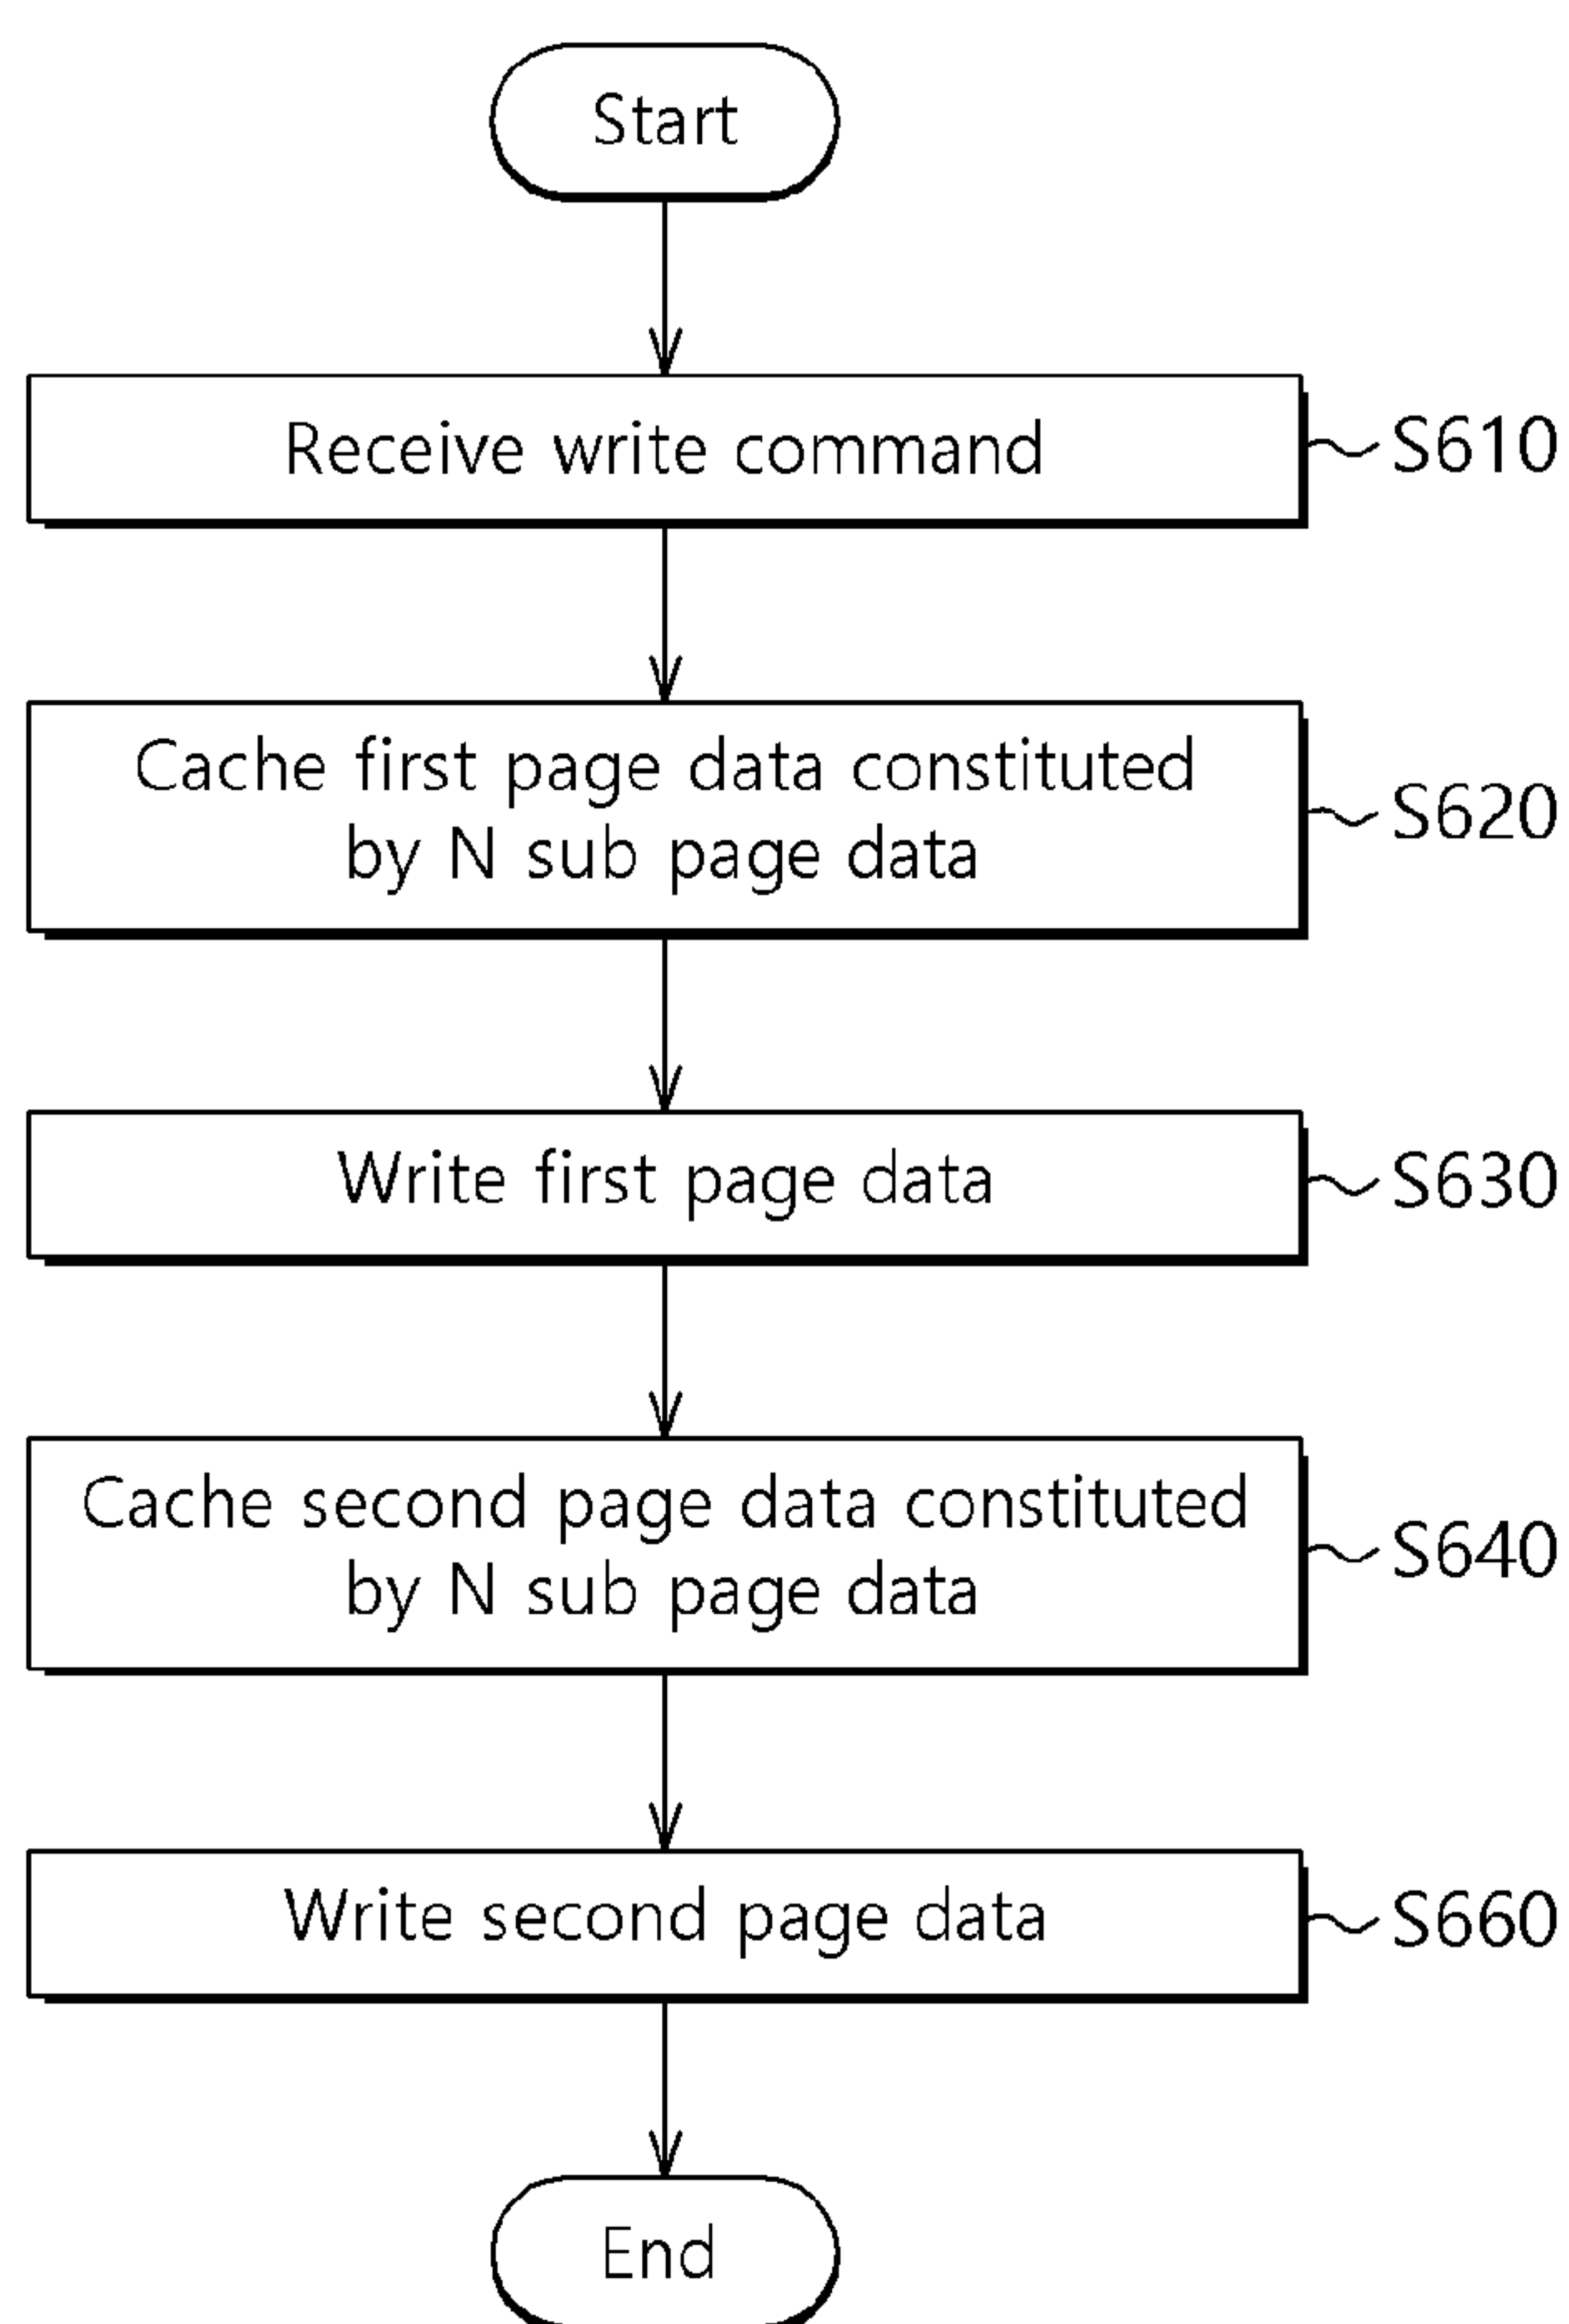 Start
Receive write command
S610
Cache first page data constituted
by N sub page data
S620
Write first page data
S630
Cache second page data constituted
by N sub page data
S640
Write second page data
S660
End